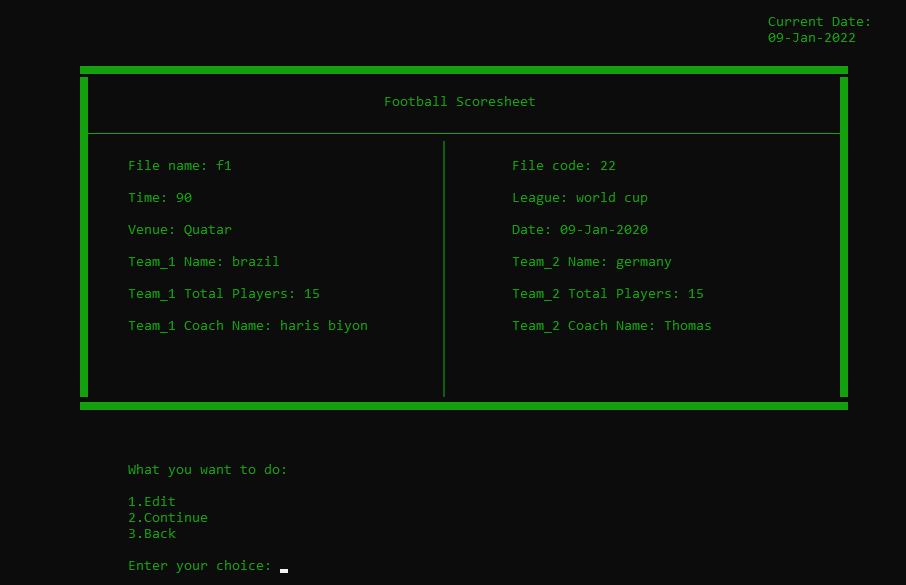 Current Date:
09-Jan-2022
Football Scoresheet
File name: f1
File code: 22
Time: 90
League: world cup
Venue: Quatar
Date: 09-Jan-2020
Team_1 Name: brazil
Team_2 Name: germany
Team_1 Total Players: 15
Team_2 Total Players: 15
Team_1 Coach Name: haris biyon
Team_2 Coach Name: Thomas
What you want to do:
1.Edit
2.Continue
3.Back
Enter your choice: